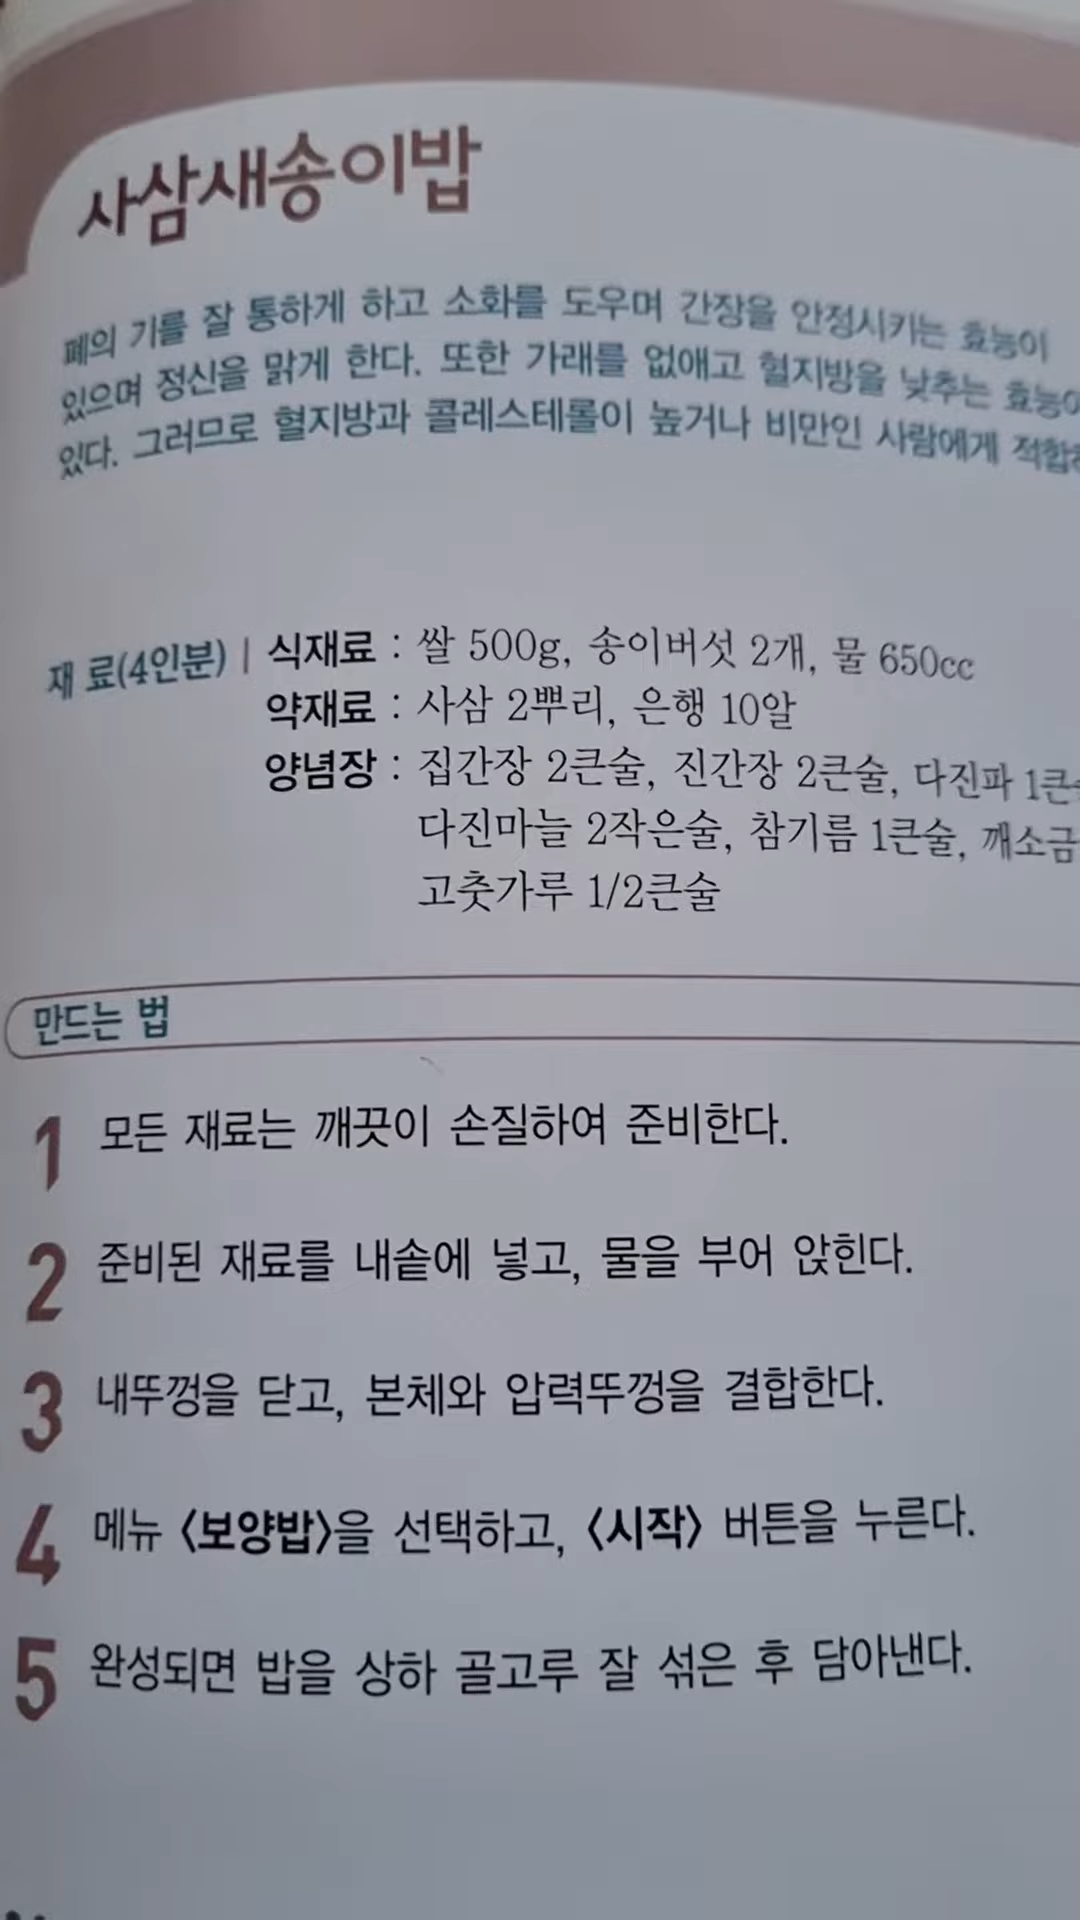 사삼새송이밥
폐의 기를 잘 통하게 하고 소화를 도우며 간장을 안정시키는 효능이
있으며 정신을 맑게 한다. 또한 가래를 없애고 혈지방을 낮추는 효능이
있다. 그러므로 혈지방과 콜레스테롤이 높거나 비만인 사람에게
재 료(4인분) | 식재료 : 쌀 500g, 송이버섯 2개, 물 650cc
약재료 : 사삼 2뿌리, 은행 10알
양념장 : 집간장 2큰술, 진간장 2큰술, 다진파
다진마늘 2작은술, 참기름 1큰술, 깨소금
고춧가루 1/2큰술
만드는 법
1 모든 재료는 깨끗이 손질하여 준비한다.
2 준비된 재료를 내솥에 넣고, 물을 부어 앉힌다.
3 내뚜껑을 닫고, 본체와 압력뚜껑을 결합한다.
4 메뉴 〈보양밥〉을 선택하고, 〈시작〉 버튼을 누른다.
5 완성되면 밥을 상하 골고루 잘 섞은 후 담아낸다.